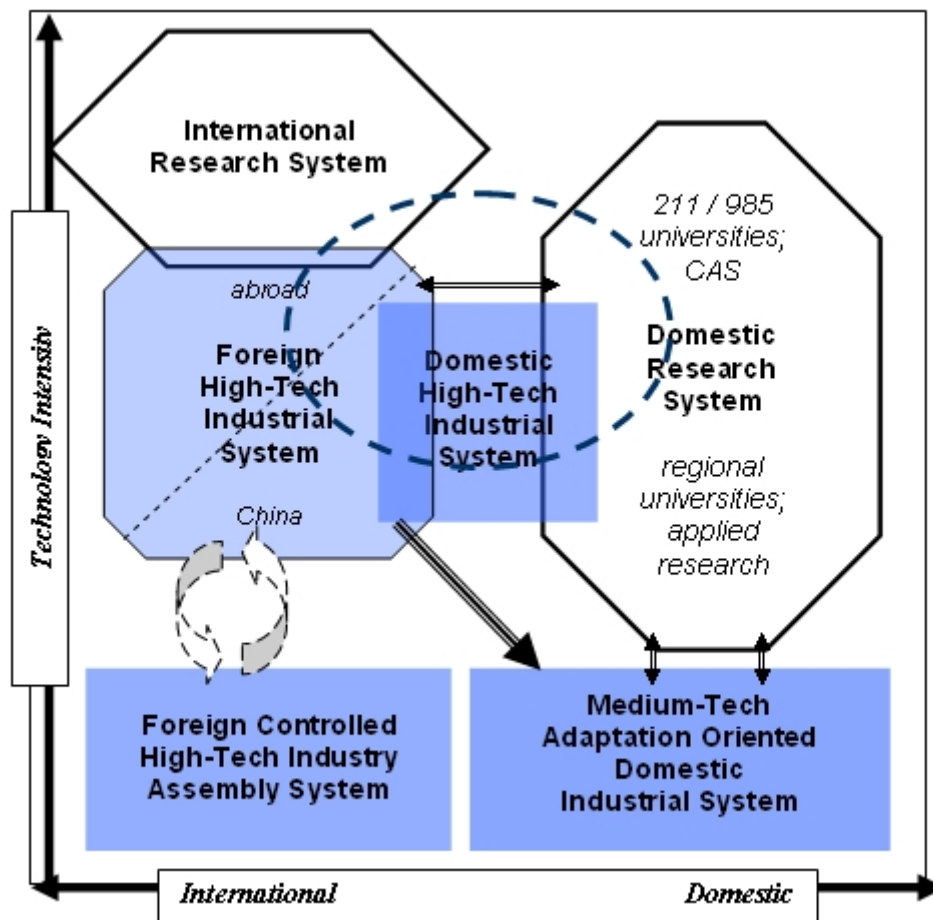 International
Research System
211 / 985
universities;
CAS
abroad
Foreign
High-Tech
Industrial
System
China
Domestic
High-Tech
Industrial
System
Domestic
Research
System
regional
universities;
applied
research
Foreign Controlled
High-Tech Industry
Assembly System
Medium-Tech
Adaptation Oriented
Domestic
Industrial System
Technology Intensity
International
Domestic